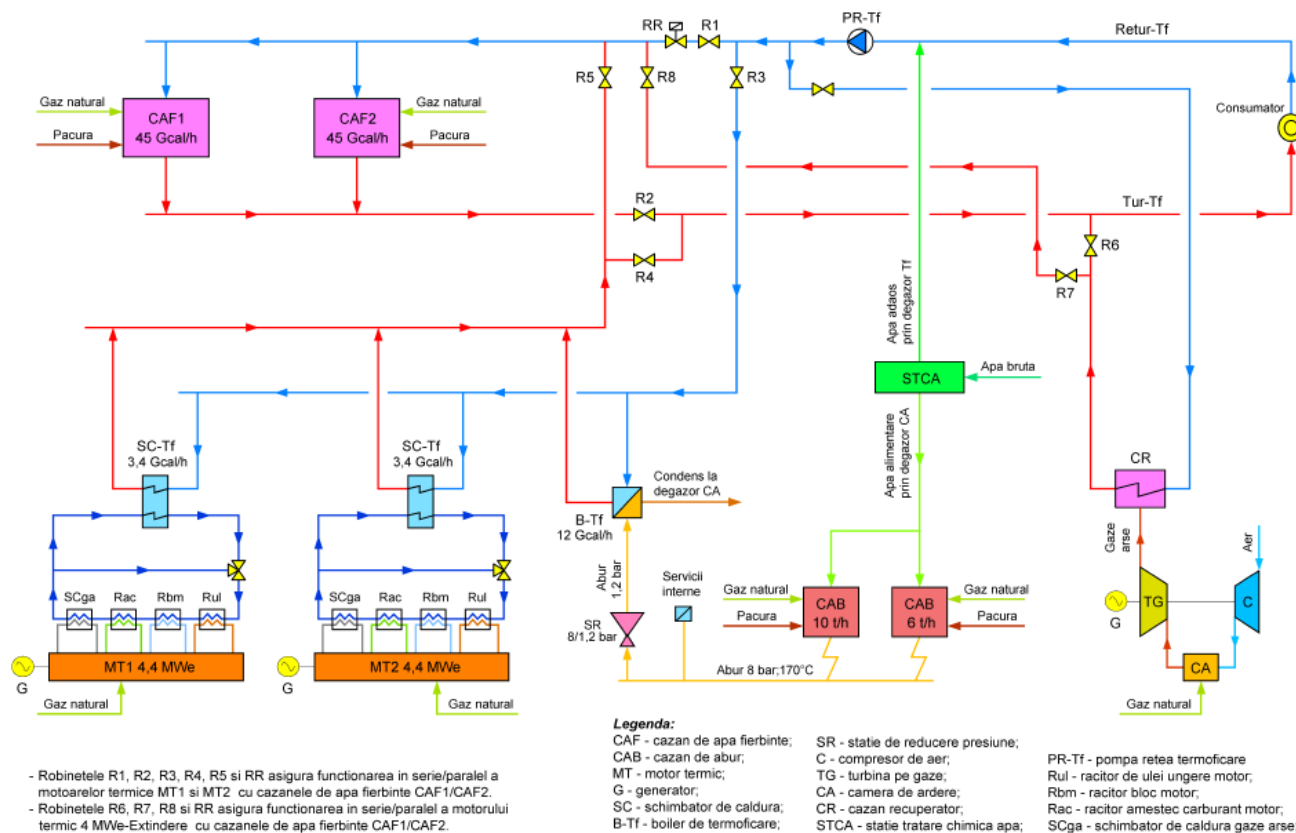 PR-Tf
RR
R1
Retur-Tf
R5
R8
R3
Gaz natural
CAF1
45 Gcal/h
Pacura
CAF2
45 Gcal/h
Gaz natural
Pacura
Consumator
R2
Tur-Tf
R4
R6
R7
Apa adaos
prin degazor Tf
STCA
Apa bruta
Apa alimentare
prin degazor CA
SC-Tf
3,4 Gcal/h
SC-Tf
3,4 Gcal/h
CR
Condens la
degazor CA
B-Tf
12 Gcal/h
Gaze
arse
Aer
Abur
1,2 bar
Servicii
interne
SCga
Rac
Rbm
Rul
SCga
Rac
Rbm
Rul
SR
8/1,2 bar
Gaz natural
Pacura
CAB
10 t/h
CAB
6 t/h
Gaz natural
Pacura
TG
C
G
MT1 4,4 MWe
G
MT2 4,4 MWe
G
Abur 8 bar;170°C
CA
Gaz natural
Gaz natural
Gaz natural
Legenda:
CAF - cazan de apa fierbinte;
CAB - cazan de abur;
MT - motor termic;
G - generator;
SC - schimbator de caldura;
B-Tf - boiler de termoficare;
SR - statie de reducere presiune;
C - compresor de aer;
TG - turbina pe gaze;
CA - camera de ardere;
CR - cazan recuperator;
STCA - statie tratare chimica apa;
PR-Tf - pompa retea termoficare
Rul - racitor de ulei ungere motor;
Rbm - racitor bloc motor;
Rac - racitor amestec carburant motor;
SCga - schimbator de caldura gaze arse;
- Robinetele R1, R2, R3, R4, R5 si RR asigura functionarea in serie/paralel a
motoarelor termice MT1 si MT2 cu cazanele de apa fierbinte CAF1/CAF2.
- Robinetele R6, R7, R8 si RR asigura functionarea in serie/paralel a motorului
termic 4 MWe-Extindere cu cazanele de apa fierbinte CAF1/CAF2.